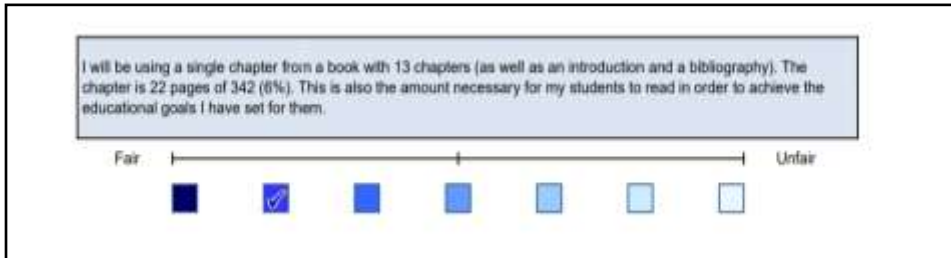 I will be using a single chapter from a book with 13 chapters (as well as an introduction and a bibliography). The
chapter is 22 pages of 342 (6%). This is also the amount necessary for my students to read in order to achieve the
educational goals I have set for them.
Fair Unfair